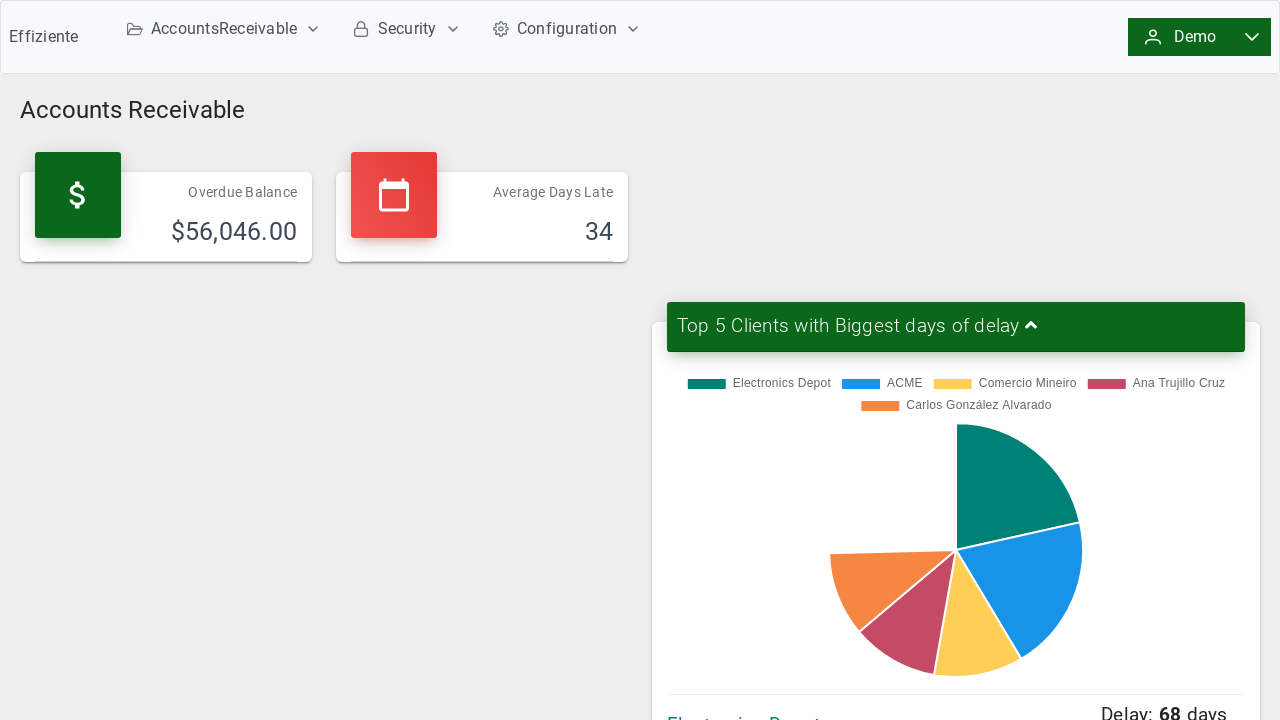 Effiziente
AccountsReceivable
Security
Configuration
Demo
Accounts Receivable
Overdue Balance
$56,046.00
Average Days Late
34
Top 5 Clients with Biggest days of delay
Electronics Depot
ACME
Comercio Mineiro
Ana Trujillo Cruz
Carlos González Alvarado
Electronics Depot
Delay: 68 days